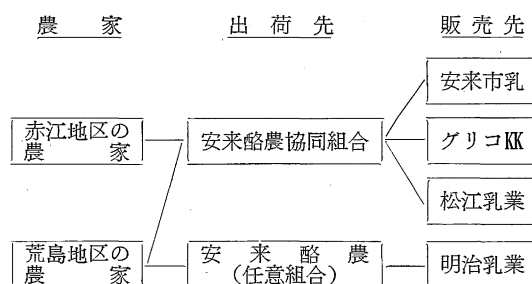 農家 出荷先 販売先
安来市乳
赤江地区の
農家
安来酪農協同組合
グリコKK
松江乳業
荒島地区の
農家
安来酪農
(任意組合)
明治乳業